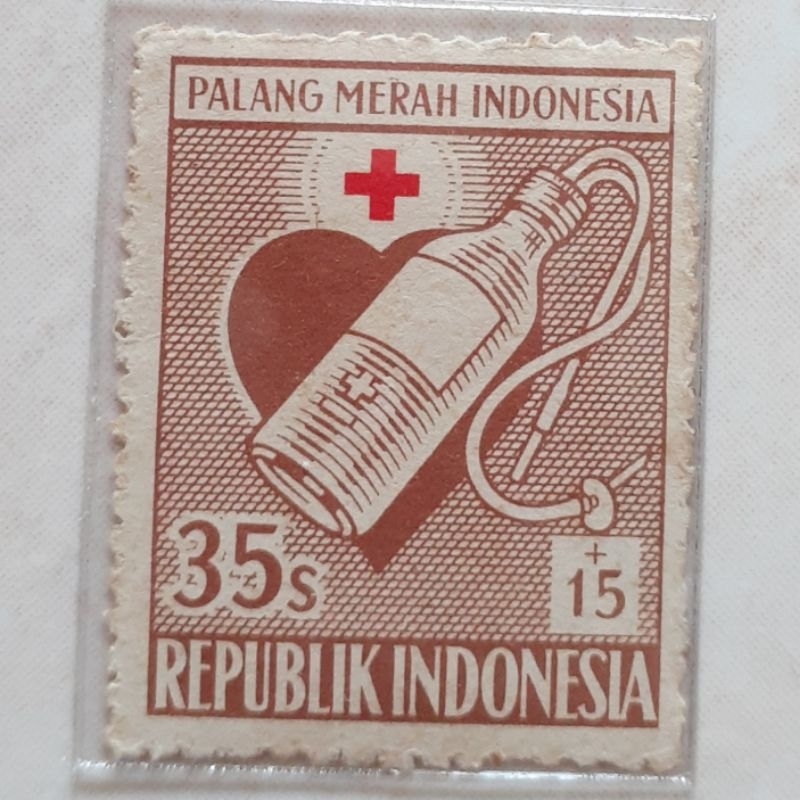 PALANG MERAH INDONESIA
35s
+
15
REPUBLIK INDONESIA